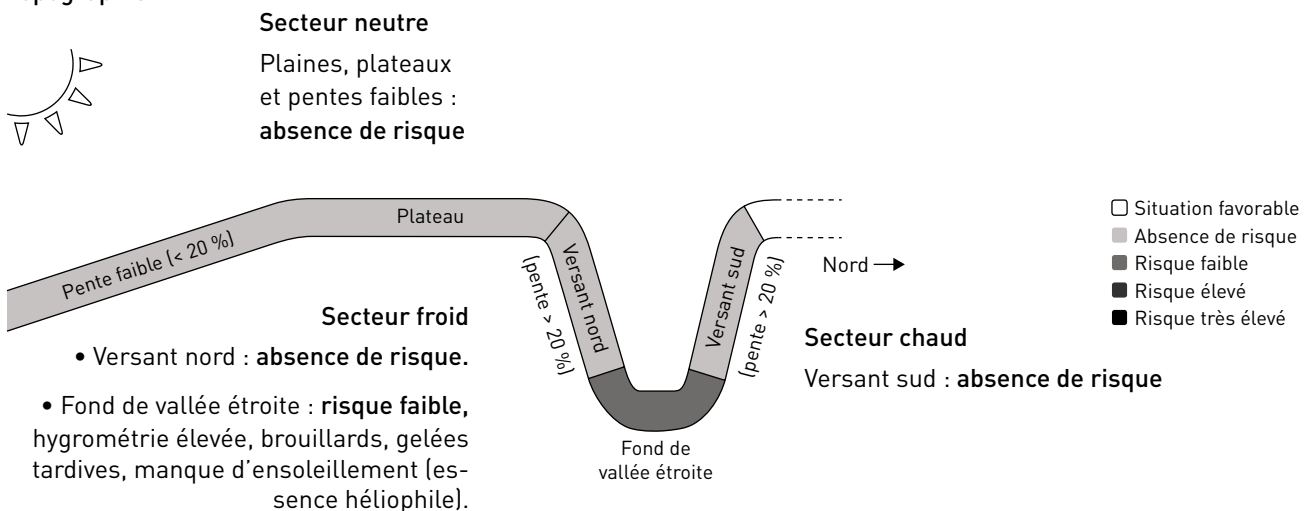 Secteur neutre
Plaines, plateaux
et pentes faibles :
absence de risque
Pente faible (< 20 %)
Plateau
Versant nord
(pente > 20 %)
Versant sud
(pente > 20 %)
Nord
Situation favorable
Absence de risque
Risque faible
Risque élevé
Risque très élevé
Secteur froid
• Versant nord : absence de risque.
• Fond de vallée étroite : risque faible,
hygrométrie élevée, brouillards, gelées
tardives, manque d'ensoleillement (es-
sence héliophile).
Fond de
vallée étroite
Secteur chaud
Versant sud : absence de risque